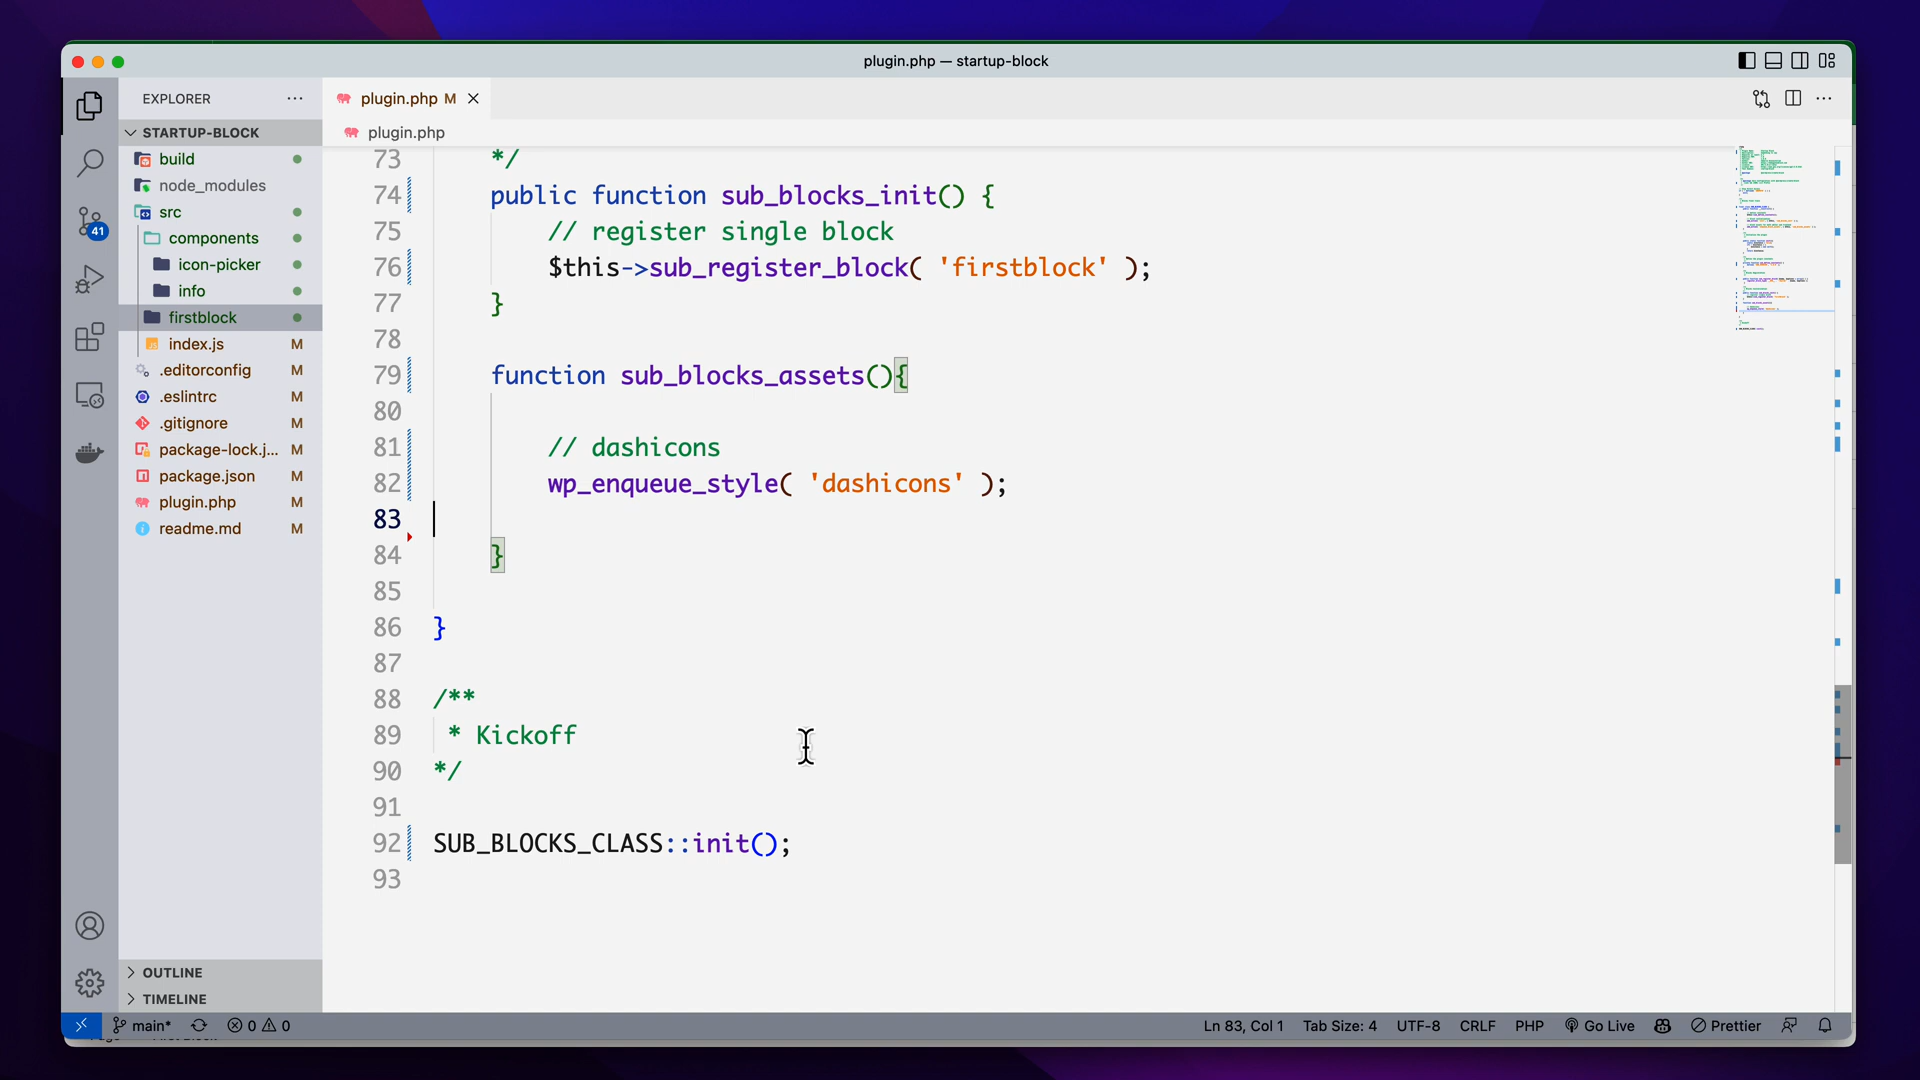 plugin.php — startup-block
EXPLORER
plugin.php M
STARTUP-BLOCK
plugin.php
build
node_modules
src
components
icon-picker
info
firstblock
index.js M
.editorconfig M
.eslintrc M
.gitignore M
package-lock.j... M
package.json M
plugin.php M
readme.md M
41
73 */
74 public function sub_blocks_init() {
75 // register single block
76 $this->sub_register_block( 'firstblock' );
77 }
78
79 function sub_blocks_assets(){
80
81 // dashicons
82 wp_enqueue_style( 'dashicons' );
83
84 }
85
86 }
87
88 /**
89 * Kickoff
90 */
91
92 SUB_BLOCKS_CLASS::init();
93
OUTLINE
TIMELINE
main* 0 0 Ln 83, Col 1 Tab Size: 4 UTF-8 CRLF PHP Go Live Prettier